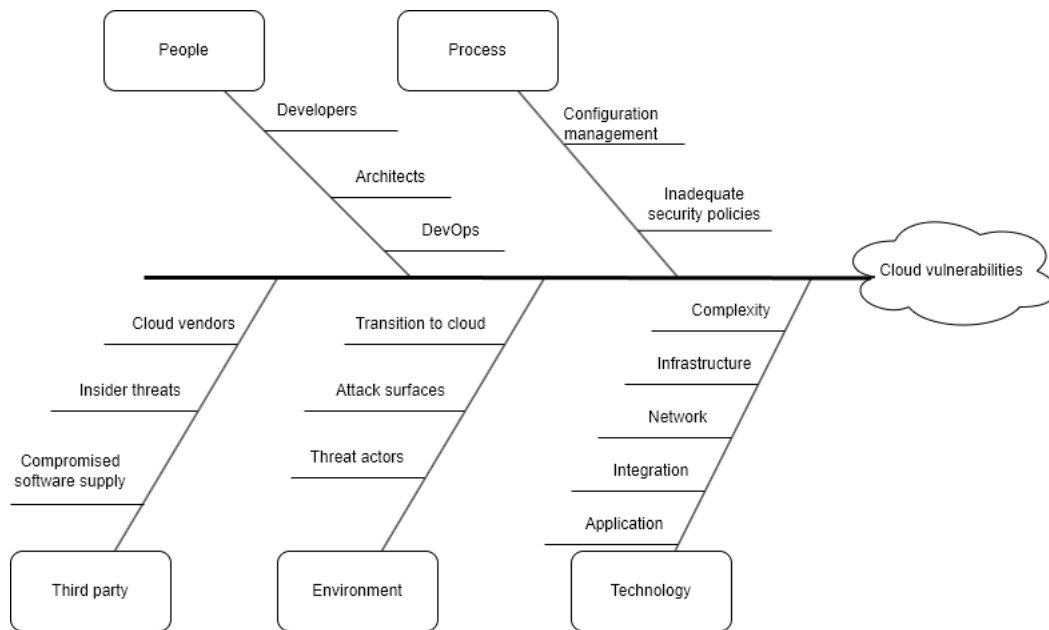 People
Process
Developers
Configuration
management
Architects
Inadequate
security policies
DevOps
Cloud vulnerabilities
Cloud vendors
Transition to cloud
Complexity
Insider threats
Attack surfaces
Infrastructure
Network
Compromised
software supply
Threat actors
Integration
Application
Third party
Environment
Technology